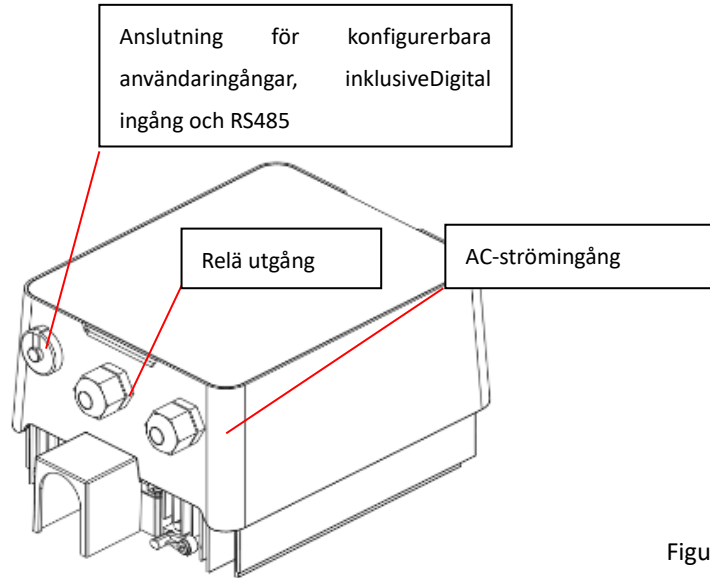 Anslutning för konfigurerbara
användaringångar, inklusiveDigital
ingång och RS485
Relä utgång
AC-strömingång
Figu